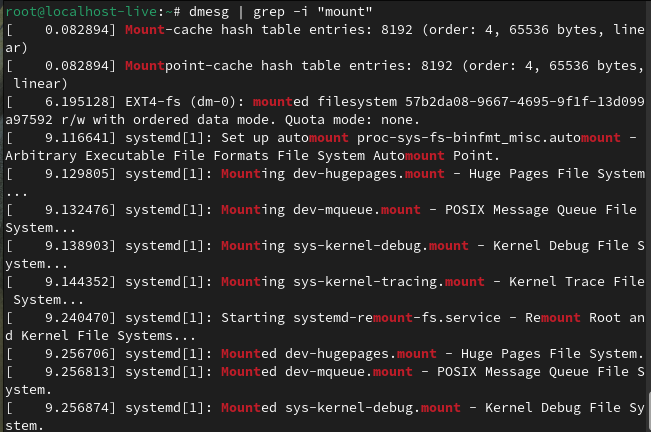 root@localhost-live:~# dmesg | grep -i "mount"
[    0.082894] Mount-cache hash table entries: 8192 (order: 4, 65536 bytes, line
ar)
[    0.082894] Mountpoint-cache hash table entries: 8192 (order: 4, 65536 bytes,
 linear)
[    6.195128] EXT4-fs (dm-0): mounted filesystem 57b2da08-9667-4695-9f1f-13d099
a97592 r/w with ordered data mode. Quota mode: none.
[    9.116641] systemd[1]: Set up automount proc-sys-fs-binfmt_misc.automount -
Arbitrary Executable File Formats File System Automount Point.
[    9.129805] systemd[1]: Mounting dev-hugepages.mount - Huge Pages File System
...
[    9.132476] systemd[1]: Mounting dev-mqueue.mount - POSIX Message Queue File
System...
[    9.138903] systemd[1]: Mounting sys-kernel-debug.mount - Kernel Debug File S
ystem...
[    9.144352] systemd[1]: Mounting sys-kernel-tracing.mount - Kernel Trace File
 System...
[    9.240470] systemd[1]: Starting systemd-remount-fs.service - Remount Root an
d Kernel File Systems...
[    9.256706] systemd[1]: Mounted dev-hugepages.mount - Huge Pages File System.
[    9.256813] systemd[1]: Mounted dev-mqueue.mount - POSIX Message Queue File S
ystem.
[    9.256874] systemd[1]: Mounted sys-kernel-debug.mount - Kernel Debug File Sy
stem.